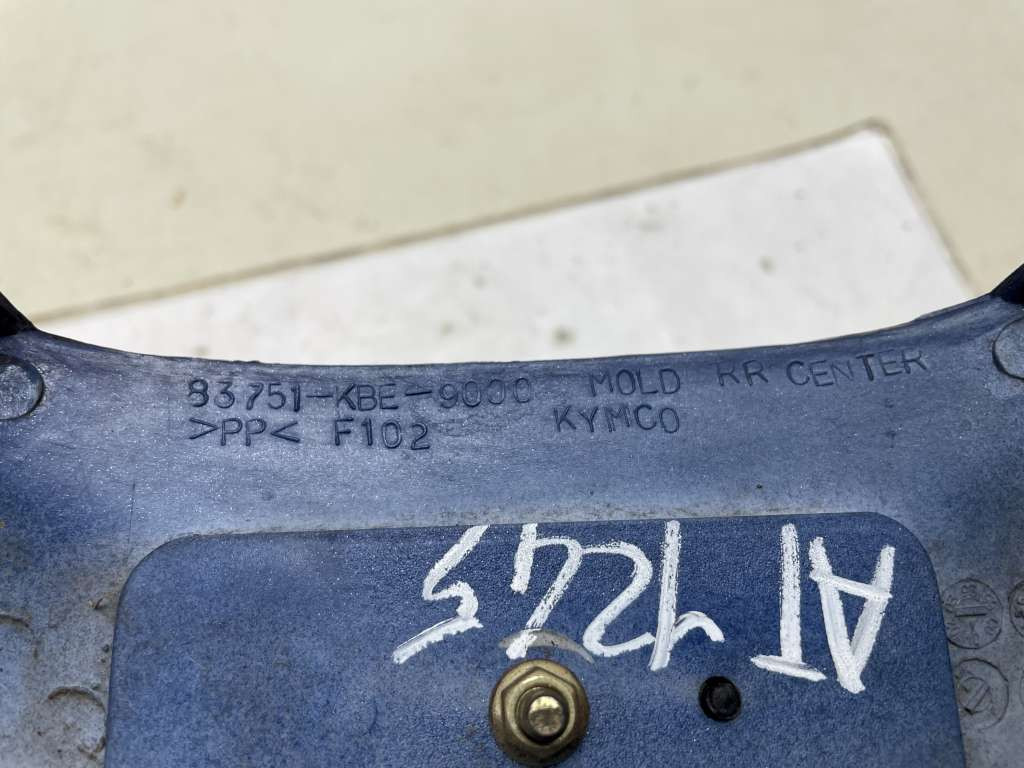 83751-KBE-9000 MOLD RR CENTER
>PP< F102 KYMCO
AT 1245